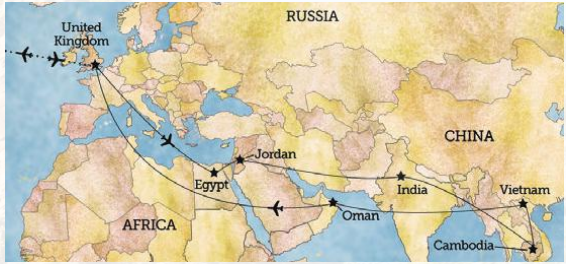 RUSSIA
United
Kingdom
CHINA
Jordan
Egypt
India
Vietnam
Oman
AFRICA
Cambodia